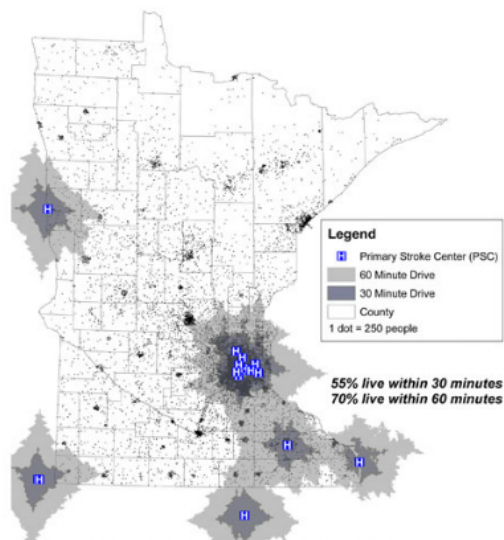 Legend
H Primary Stroke Center (PSC)
60 Minute Drive
30 Minute Drive
County
1 dot = 250 people
55% live within 30 minutes
70% live within 60 minutes
H
H
H
H
H
H